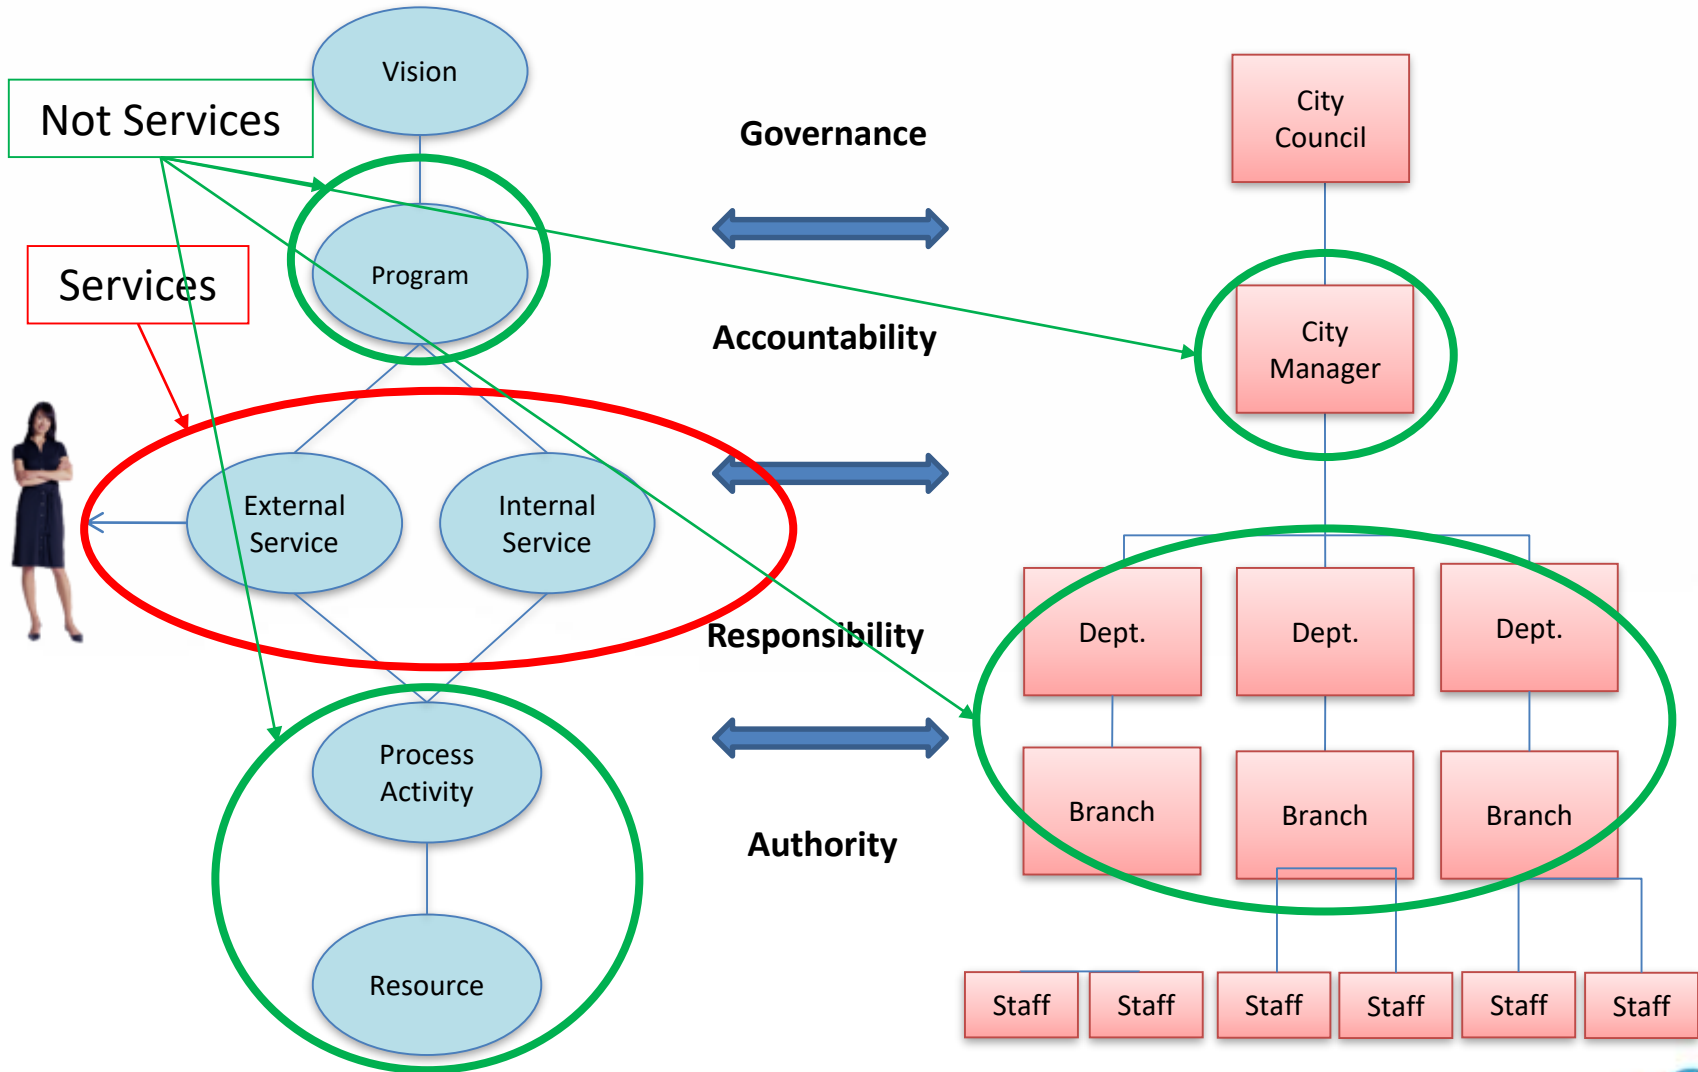 Vision
Not Services
Governance
City
Council
Program
Services
Accountability
City
Manager
External
Service
Internal
Service
Responsibility
Dept.
Dept.
Dept.
Process
Activity
Authority
Branch
Branch
Branch
Resource
Staff
Staff
Staff
Staff
Staff
Staff